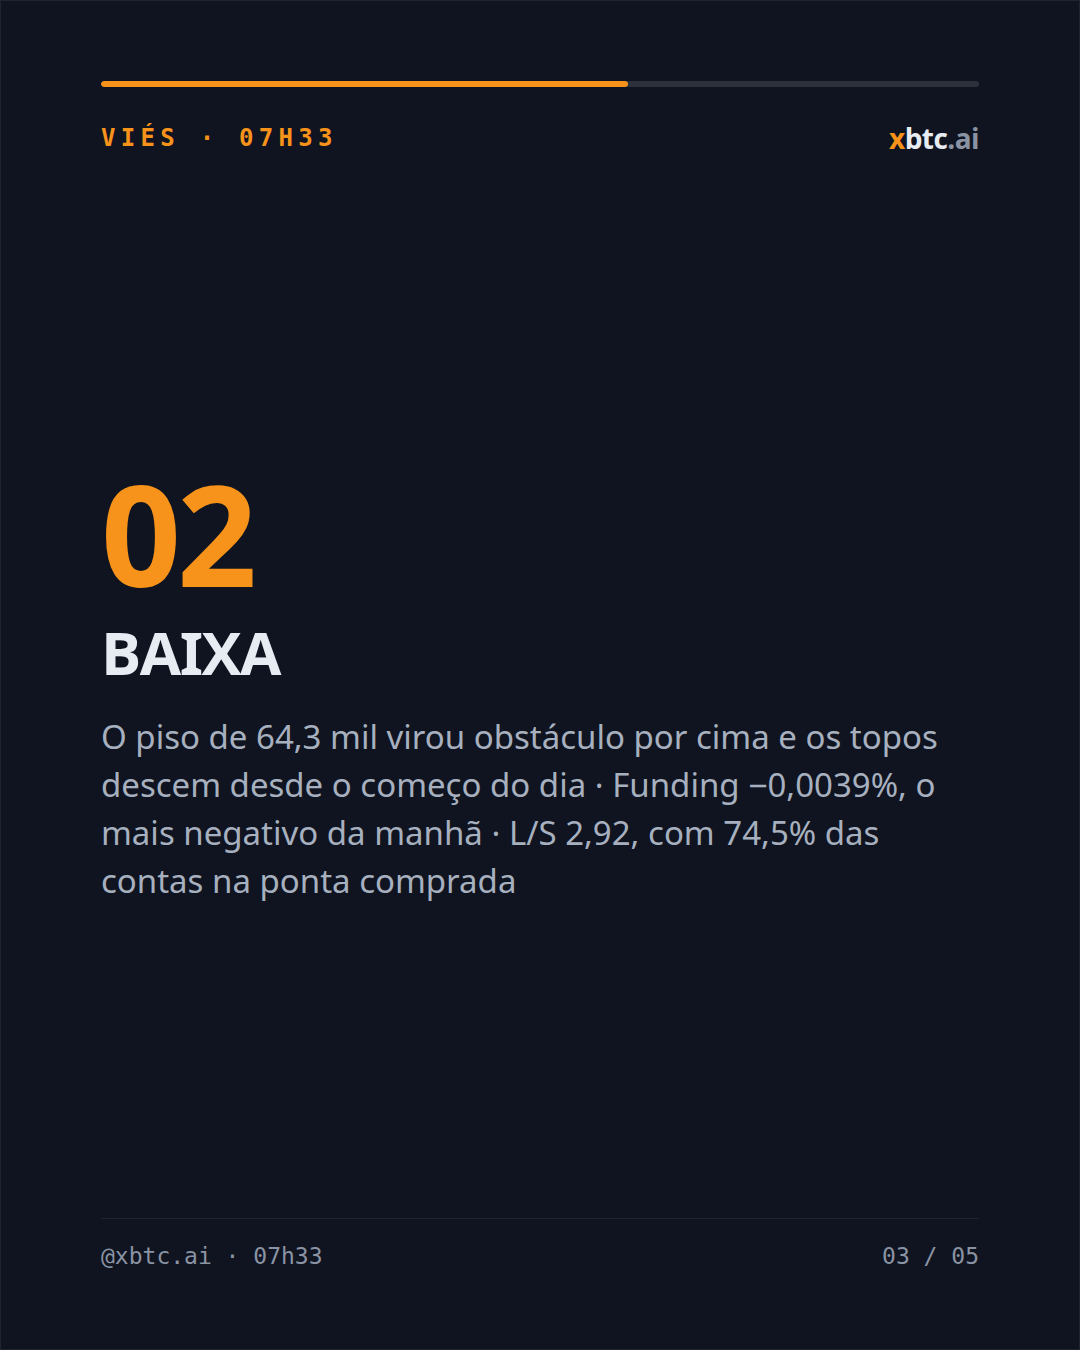 VIÉS · 07H33
xbtc.ai
02
BAIXA
O piso de 64,3 mil virou obstáculo por cima e os topos
descem desde o começo do dia · Funding −0,0039%, o
mais negativo da manhã · L/S 2,92, com 74,5% das
contas na ponta comprada
@xbtc.ai · 07h33
03 / 05